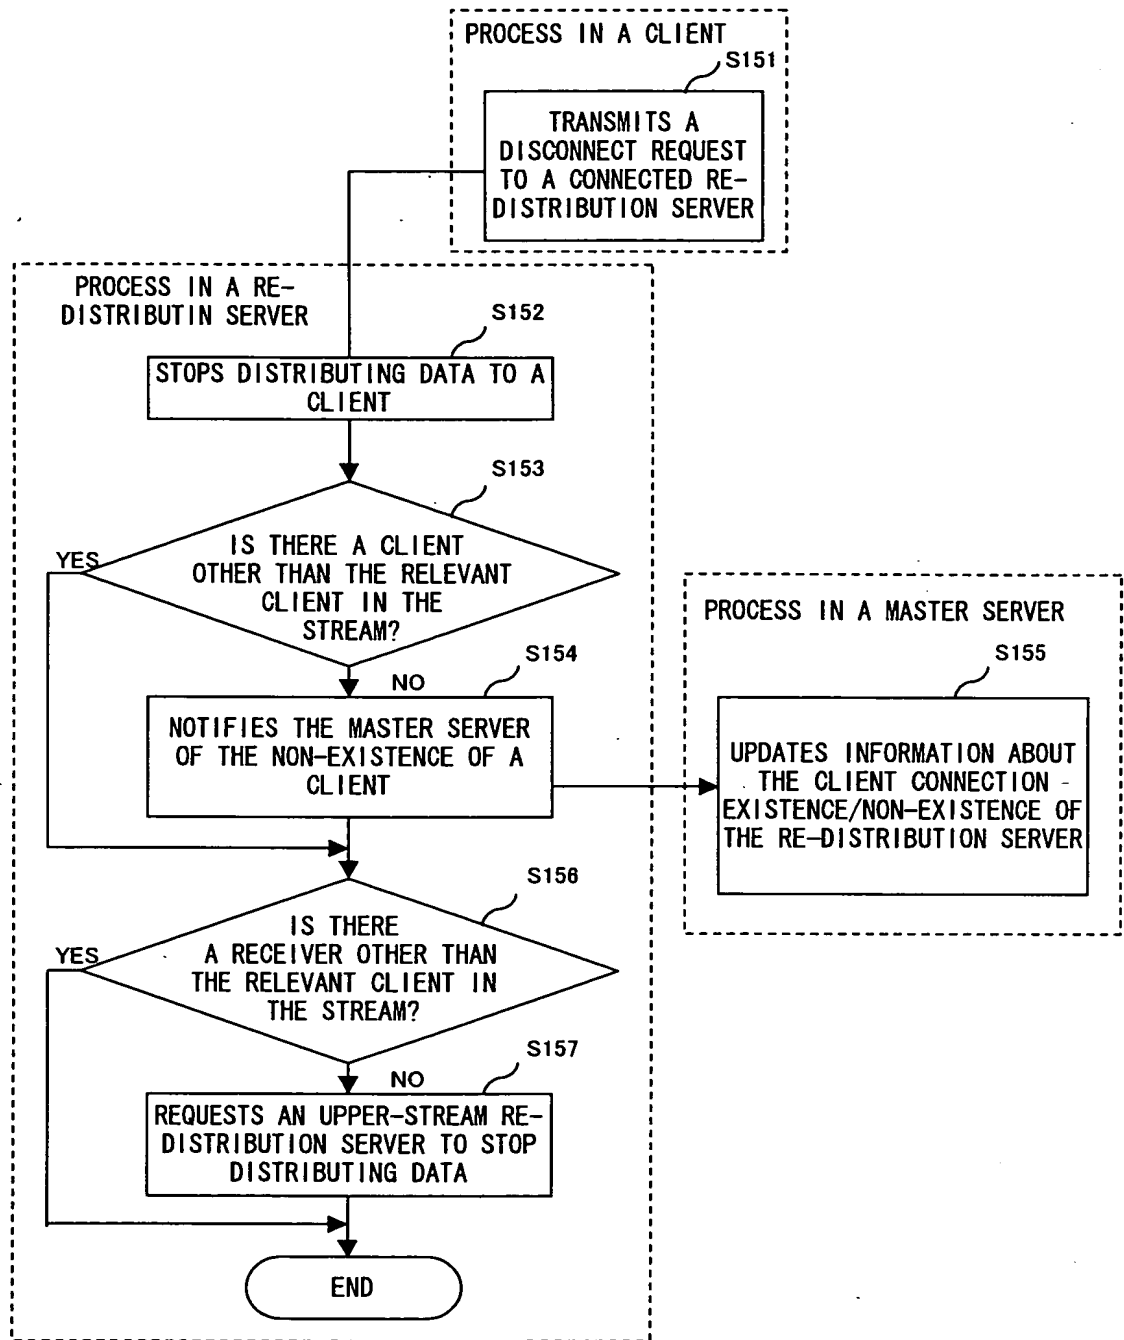 PROCESS IN A CLIENT
S151
TRANSMITS A
DISCONNECT REQUEST
TO A CONNECTED RE-
DISTRIBUTION SERVER
PROCESS IN A RE-
DISTRIBUTIN SERVER
S152
STOPS DISTRIBUTING DATA TO A
CLIENT
S153
IS THERE A CLIENT
OTHER THAN THE RELEVANT
CLIENT IN THE
STREAM?
YES
NO
S154
NOTIFIES THE MASTER SERVER
OF THE NON-EXISTENCE OF A
CLIENT
PROCESS IN A MASTER SERVER
S155
UPDATES INFORMATION ABOUT
THE CLIENT CONNECTION
EXISTENCE/NON-EXISTENCE OF
THE RE-DISTRIBUTION SERVER
S156
IS THERE
A RECEIVER OTHER THAN
THE RELEVANT CLIENT IN
THE STREAM?
YES
NO
S157
REQUESTS AN UPPER-STREAM RE-
DISTRIBUTION SERVER TO STOP
DISTRIBUTING DATA
END